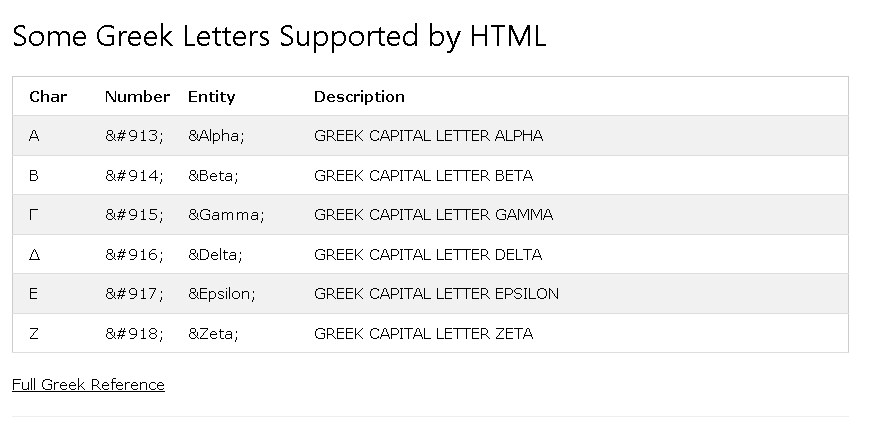 Some Greek Letters Supported by HTML
Char Number Entity Description
Α &#913; &Alpha; GREEK CAPITAL LETTER ALPHA
Β &#914; &Beta; GREEK CAPITAL LETTER BETA
Γ &#915; &Gamma; GREEK CAPITAL LETTER GAMMA
Δ &#916; &Delta; GREEK CAPITAL LETTER DELTA
Ε &#917; &Epsilon; GREEK CAPITAL LETTER EPSILON
Ζ &#918; &Zeta; GREEK CAPITAL LETTER ZETA
Full Greek Reference